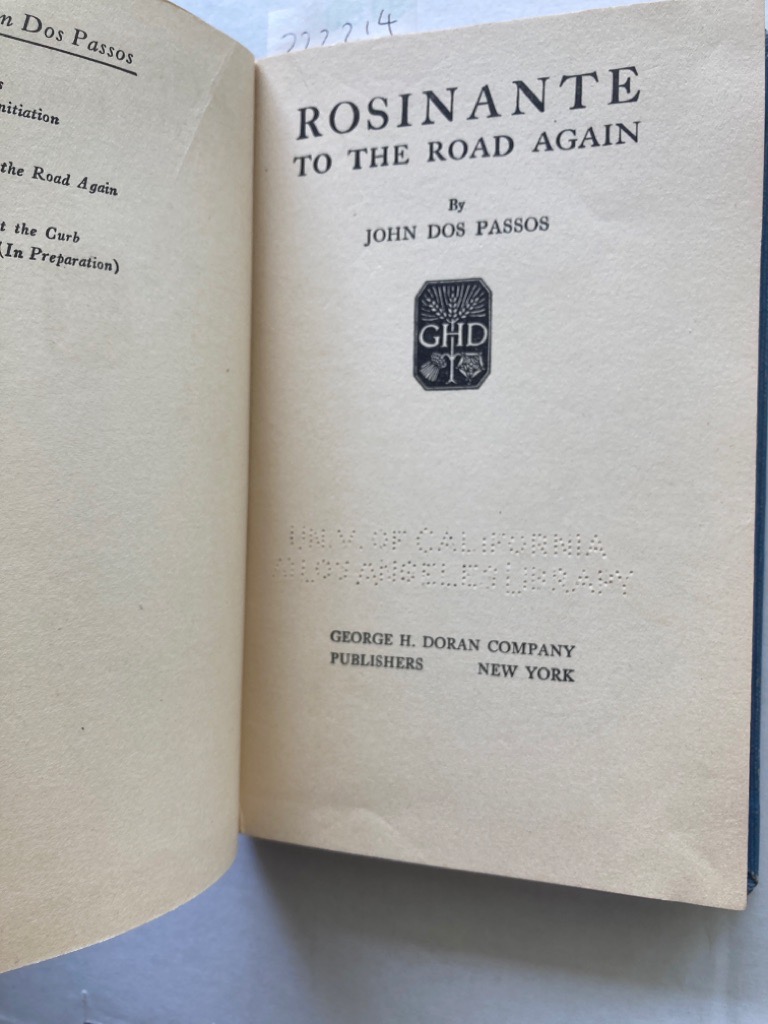 n Dos Passos
s
nitiation
the Road Again
t the Curb
(In Preparation)
222214
ROSINANTE
TO THE ROAD AGAIN
By
JOHN DOS PASSOS
GHD
UNIV. OF CALIFORNIA
AT LOS ANGELES LIBRARY
GEORGE H. DORAN COMPANY
PUBLISHERS NEW YORK